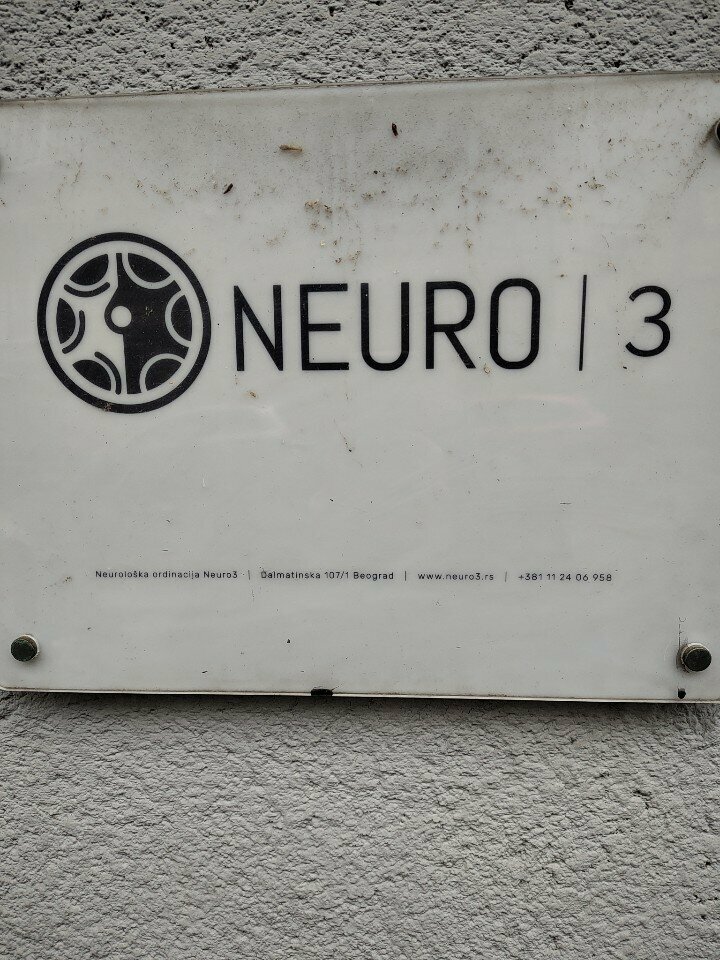 NEURO | 3
Neurološka ordinacija Neuro3 | Dalmatinska 107/1 Beograd | www.neuro3.rs | +381 11 24 06 958